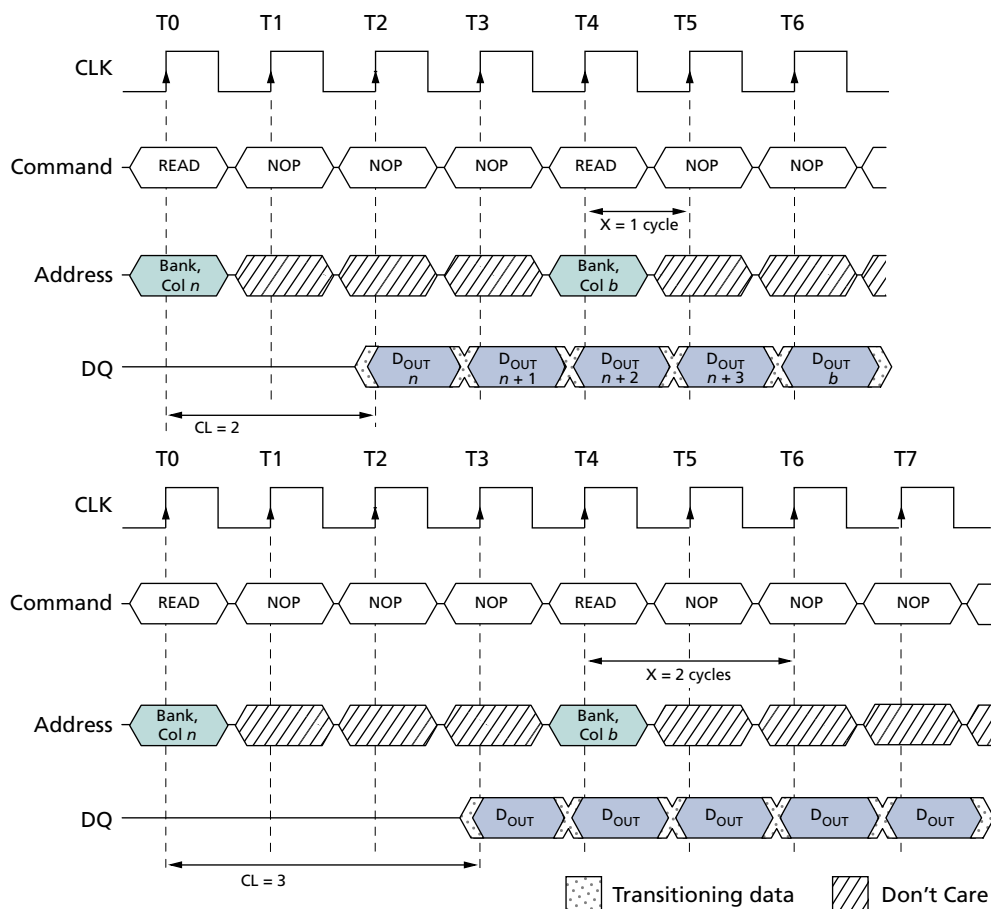 T0 T1 T2 T3 T4 T5 T6
CLK
Command READ NOP NOP NOP READ NOP NOP
X = 1 cycle
Address Bank, Col n Bank, Col b
DQ DOUT n DOUT n + 1 DOUT n + 2 DOUT n + 3 DOUT b
CL = 2
T0 T1 T2 T3 T4 T5 T6 T7
CLK
Command READ NOP NOP NOP READ NOP NOP NOP
X = 2 cycles
Address Bank, Col n Bank, Col b
DQ DOUT DOUT DOUT DOUT DOUT
CL = 3
Transitioning data Don't Care